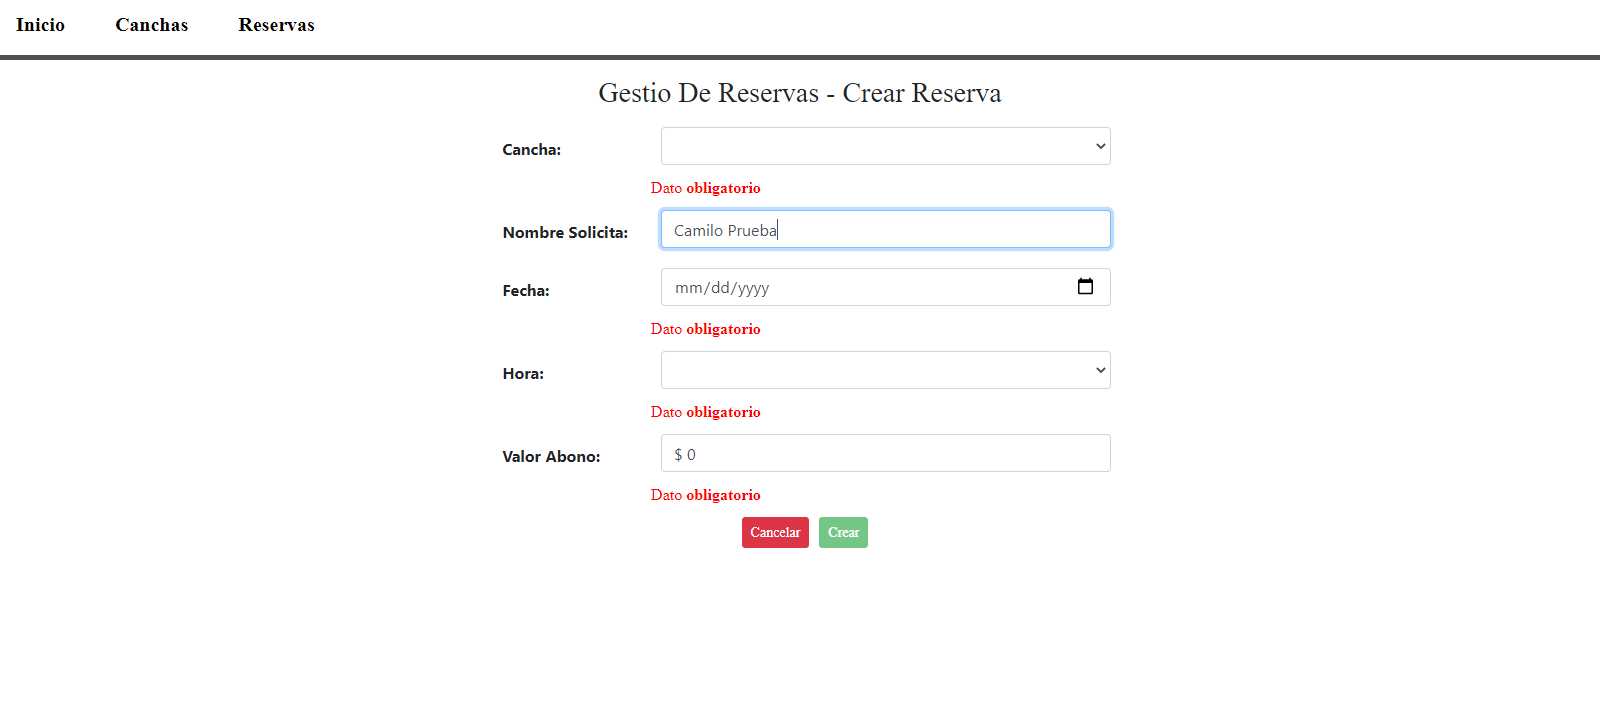 Inicio Canchas Reservas
Gestio De Reservas - Crear Reserva
Cancha:
Dato obligatorio
Nombre Solicita: Camilo Prueba
Fecha: mm/dd/yyyy
Dato obligatorio
Hora:
Dato obligatorio
Valor Abono: $ 0
Dato obligatorio
Cancelar Crear